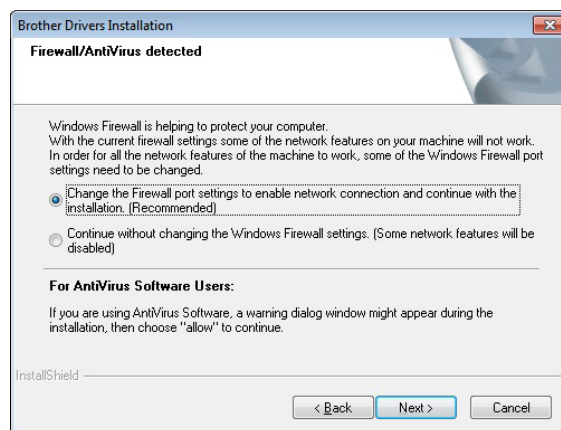 Brother Drivers Installation
Firewall/AntiVirus detected
Windows Firewall is helping to protect your computer.
With the current firewall settings some of the network features on your machine will not work.
In order for all the network features of the machine to work, some of the Windows Firewall port
settings need to be changed.
Change the Firewall port settings to enable network connection and continue with the
installation. (Recommended)
Continue without changing the Windows Firewall settings. (Some network features will be
disabled)
For AntiVirus Software Users:
If you are using AntiVirus Software, a warning dialog window might appear during the
installation, then choose "allow" to continue.
InstallShield
< Back
Next >
Cancel